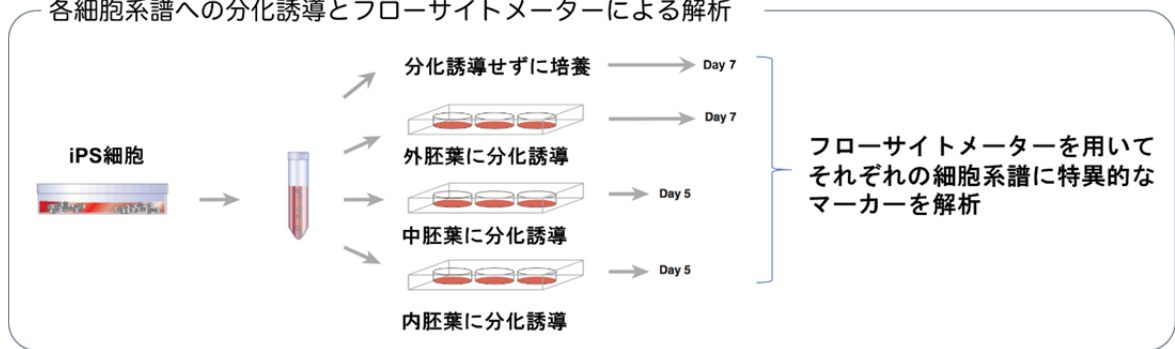 各細胞系譜への分化誘導とフローサイトメーターによる解析
分化誘導せずに培養
Day 7
Day 7
iPS細胞
外胚葉に分化誘導
Day 5
中胚葉に分化誘導
Day 5
内胚葉に分化誘導
フローサイトメーターを用いて
それぞれの細胞系譜に特異的な
マーカーを解析